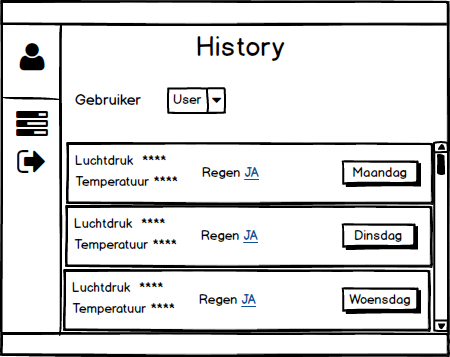 History
Gebruiker User
Luchtdruk ****
Temperatuur ****
Regen JA
Maandag
Luchtdruk ****
Temperatuur ****
Regen JA
Dinsdag
Luchtdruk ****
Temperatuur ****
Regen JA
Woensdag